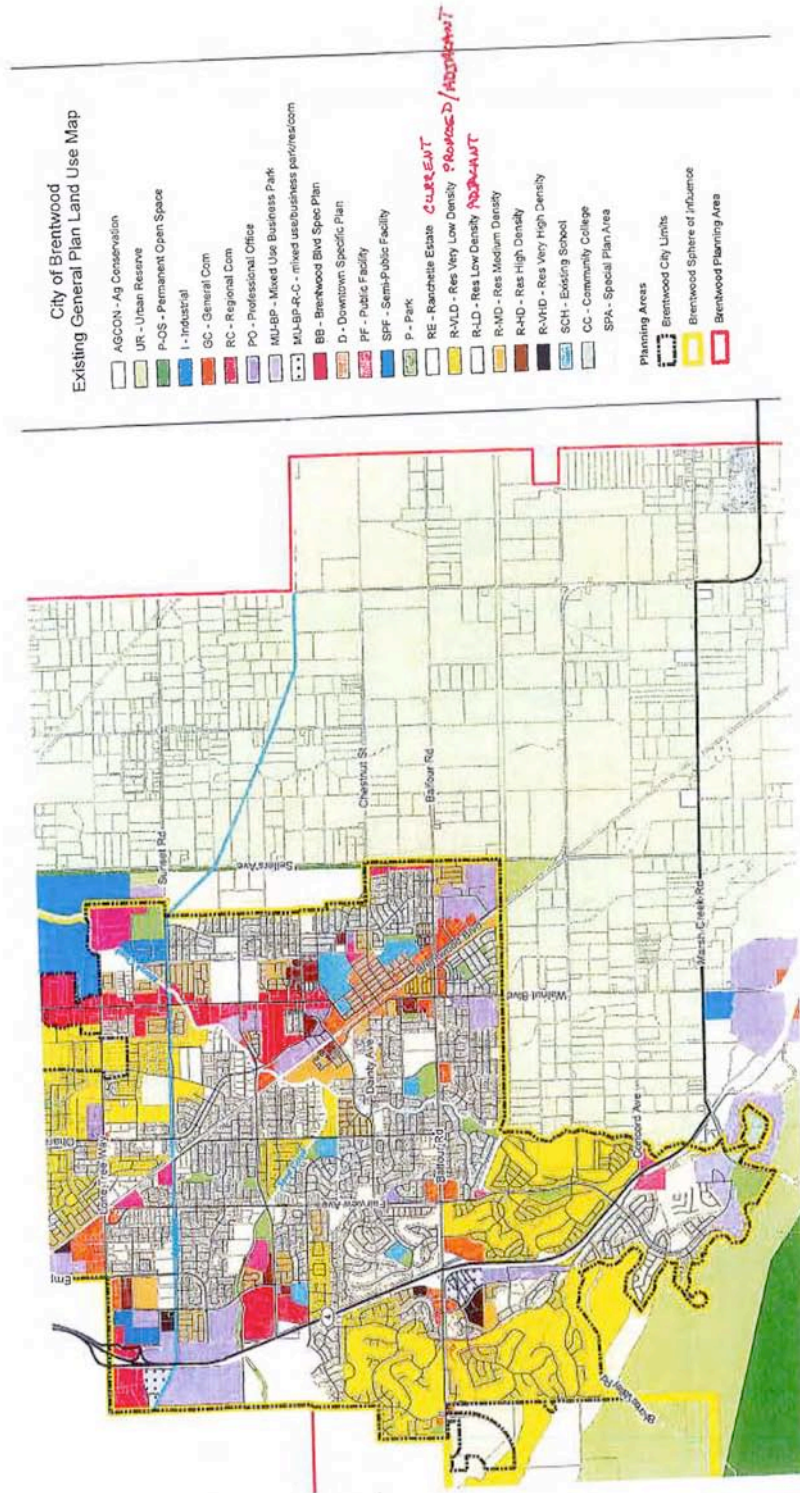 City of Brentwood
Existing General Plan Land Use Map
AGCON - Ag Conservation
UR - Urban Reserve
P-OS - Permanent Open Space
I - Industrial
GC - General Com
RC - Regional Com
PO - Professional Office
MU-BP - Mixed Use Business Park
MU-BP-R-C - mixed use/business park/res/com
BB - Brentwood Blvd Spec Plan
D - Downtown Specific Plan
PF - Public Facility
SPF - Semi-Public Facility
P - Park
RE - Ranchette Estate CURRENT
R-VLD - Res Very Low Density PROPOSED/ADJACANT
R-LD - Res Low Density ADJACANT
R-MD - Res Medium Density
R-HD - Res High Density
R-VHD - Res Very High Density
SCH - Existing School
CC - Community College
SPA - Special Plan Area
Planning Areas
Brentwood City Limits
Brentwood Sphere of Influence
Brentwood Planning Area
Sunset Rd
Sellers Ave
Chestnut St
Balfour Rd
Brentwood Blvd
Walnut Blvd
Marsh Creek Rd
Dainty Ave
Lone Tree Way
Fairview Ave
Balfour Rd
Concord Ave
4